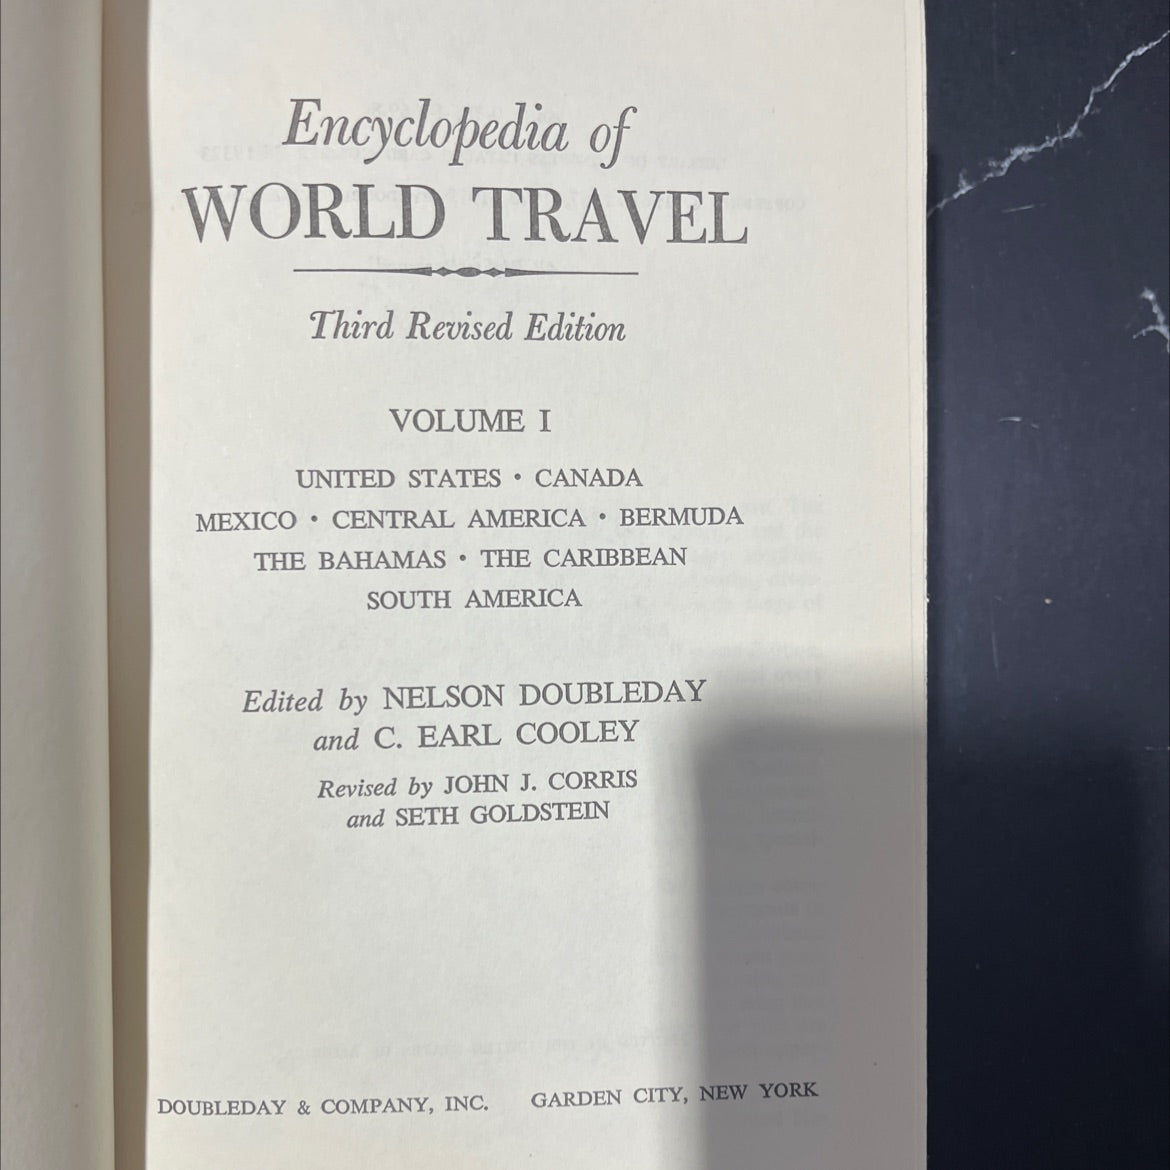 Encyclopedia of
WORLD TRAVEL
Third Revised Edition
VOLUME I
UNITED STATES • CANADA
MEXICO • CENTRAL AMERICA • BERMUDA
THE BAHAMAS • THE CARIBBEAN
SOUTH AMERICA
Edited by NELSON DOUBLEDAY
and C. EARL COOLEY
Revised by JOHN J. CORRIS
and SETH GOLDSTEIN
DOUBLEDAY & COMPANY, INC. GARDEN CITY, NEW YORK